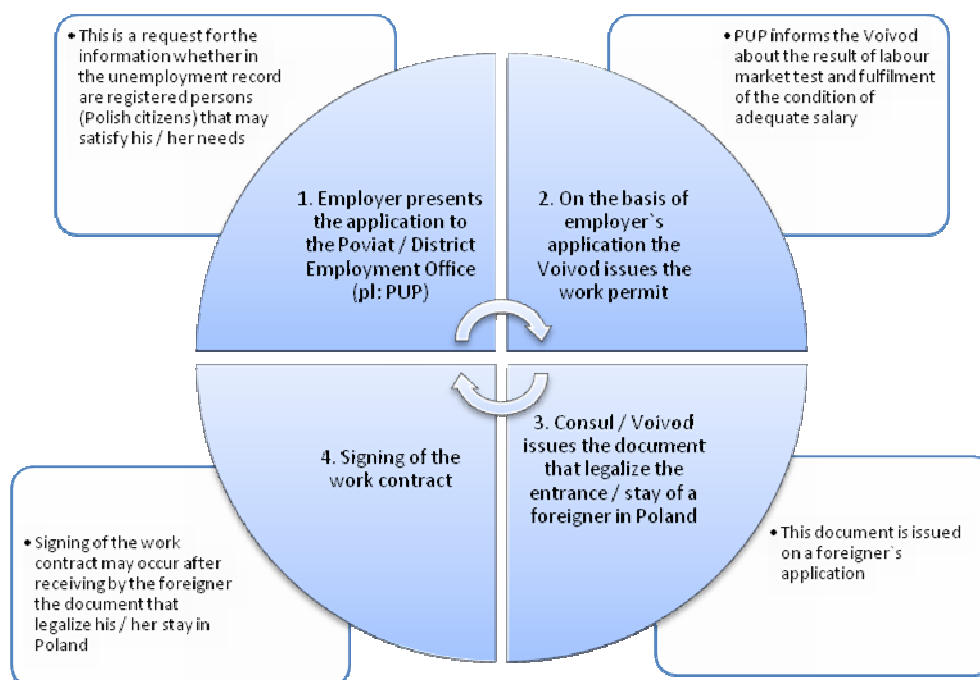 • This is a request for the
information whether in
the unemployment record
are registered persons
(Polish citizens) that may
satisfy his / her needs
• PUP informs the Voivod
about the result of labour
market test and fulfilment
of the condition of
adequate salary
1. Employer presents
the application to
the Poviat / District
Employment Office
(pl: PUP)
2. On the basis of
employer`s
application the
Voivod issues the
work permit
3. Consul / Voivod
issues the document
that legalize the
entrance / stay of a
foreigner in Poland
4. Signing of the
work contract
• Signing of the work
contract may occur after
receiving by the foreigner
the document that
legalize his / her stay in
Poland
• This document is issued
on a foreigner`s
application